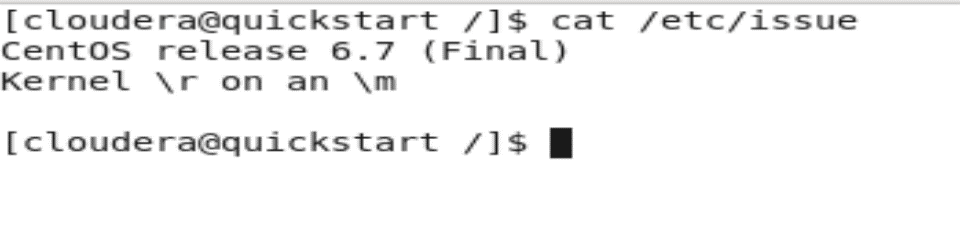 [cloudera@quickstart /]$ cat /etc/issue
CentOS release 6.7 (Final)
Kernel \r on an \m
[cloudera@quickstart /]$